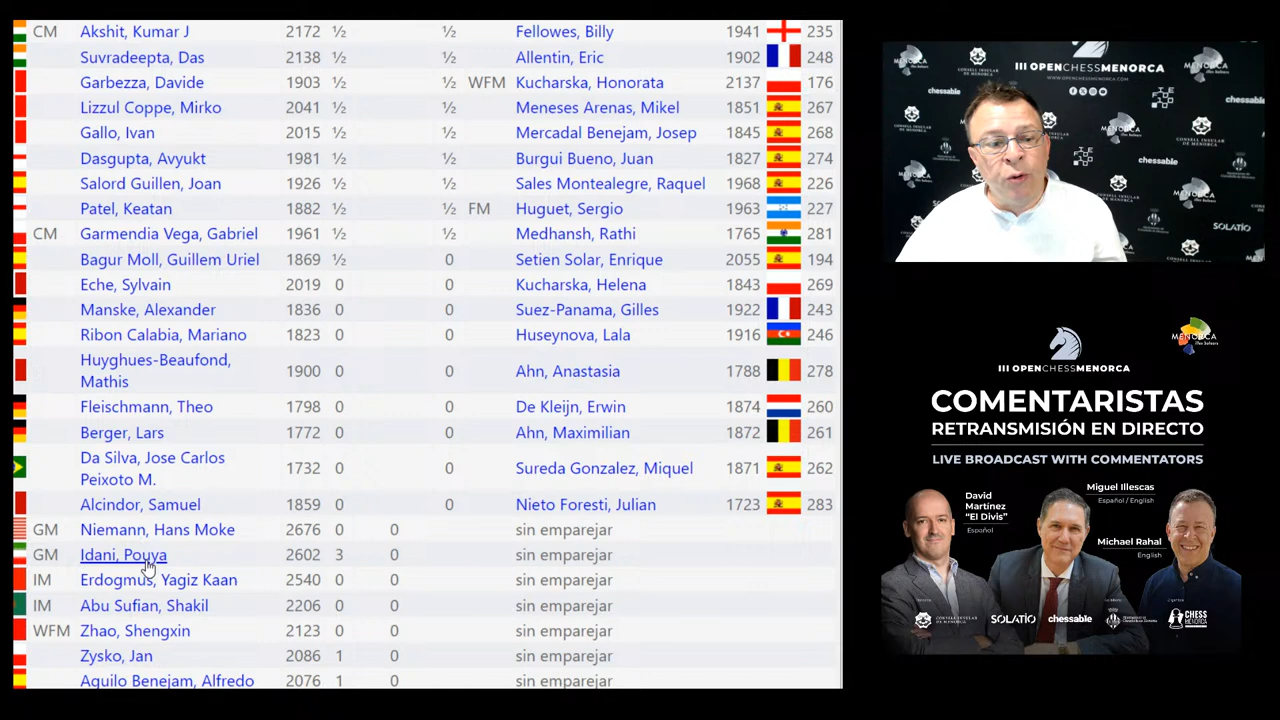 CM Akshit, Kumar J 2172 ½ ½ Fellowes, Billy 1941 235
Suvradeepta, Das 2138 ½ ½ Allentin, Eric 1902 248
Garbezza, Davide 1903 ½ ½ WFM Kucharska, Honorata 2137 176
Lizzul Coppe, Mirko 2041 ½ ½ Meneses Arenas, Mikel 1851 267
Gallo, Ivan 2015 ½ ½ Mercadal Benejam, Josep 1845 268
Dasgupta, Avyukt 1981 ½ ½ Burgui Bueno, Juan 1827 274
Salord Guillen, Joan 1926 ½ ½ Sales Montealegre, Raquel 1968 226
Patel, Keatan 1882 ½ ½ FM Huguet, Sergio 1963 227
CM Garmendia Vega, Gabriel 1961 ½ ½ Medhansh, Rathi 1765 281
Bagur Moll, Guillem Uriel 1869 ½ 0 Setien Solar, Enrique 2055 194
Eche, Sylvain 2019 0 0 Kucharska, Helena 1843 269
Manske, Alexander 1836 0 0 Suez-Panama, Gilles 1922 243
Ribon Calabia, Mariano 1823 0 0 Huseynova, Lala 1916 246
Huyghues-Beaufond,
Mathis 1900 0 0 Ahn, Anastasia 1788 278
Fleischmann, Theo 1798 0 0 De Kleijn, Erwin 1874 260
Berger, Lars 1772 0 0 Ahn, Maximilian 1872 261
Da Silva, Jose Carlos
Peixoto M. 1732 0 0 Sureda Gonzalez, Miquel 1871 262
Alcindor, Samuel 1859 0 0 Nieto Foresti, Julian 1723 283
GM Niemann, Hans Moke 2676 0 0 sin emparejar
GM Idani, Pouya 2602 3 0 sin emparejar
IM Erdogmus, Yagiz Kaan 2540 0 0 sin emparejar
IM Abu Sufian, Shakil 2206 0 0 sin emparejar
WFM Zhao, Shengxin 2123 0 0 sin emparejar
Zysko, Jan 2086 1 0 sin emparejar
Aguilo Benejam, Alfredo 2076 1 0 sin emparejar
III OPENCHESSMENORCA
WWW.OPENCHESSMENORCA.COM
chessable
CONSELL INSULAR
DE MENORCA
SOLATIO
MENORCA
Illes Balears
III OPENCHESSMENORCA
COMENTARISTAS
RETRANSMISIÓN EN DIRECTO
LIVE BROADCAST WITH COMMENTATORS
David
Martínez
“El Divis”
Español
Miguel Illescas
Español / English
Michael Rahal
English
SOLATIO
chessable
CHESS
MENORCA